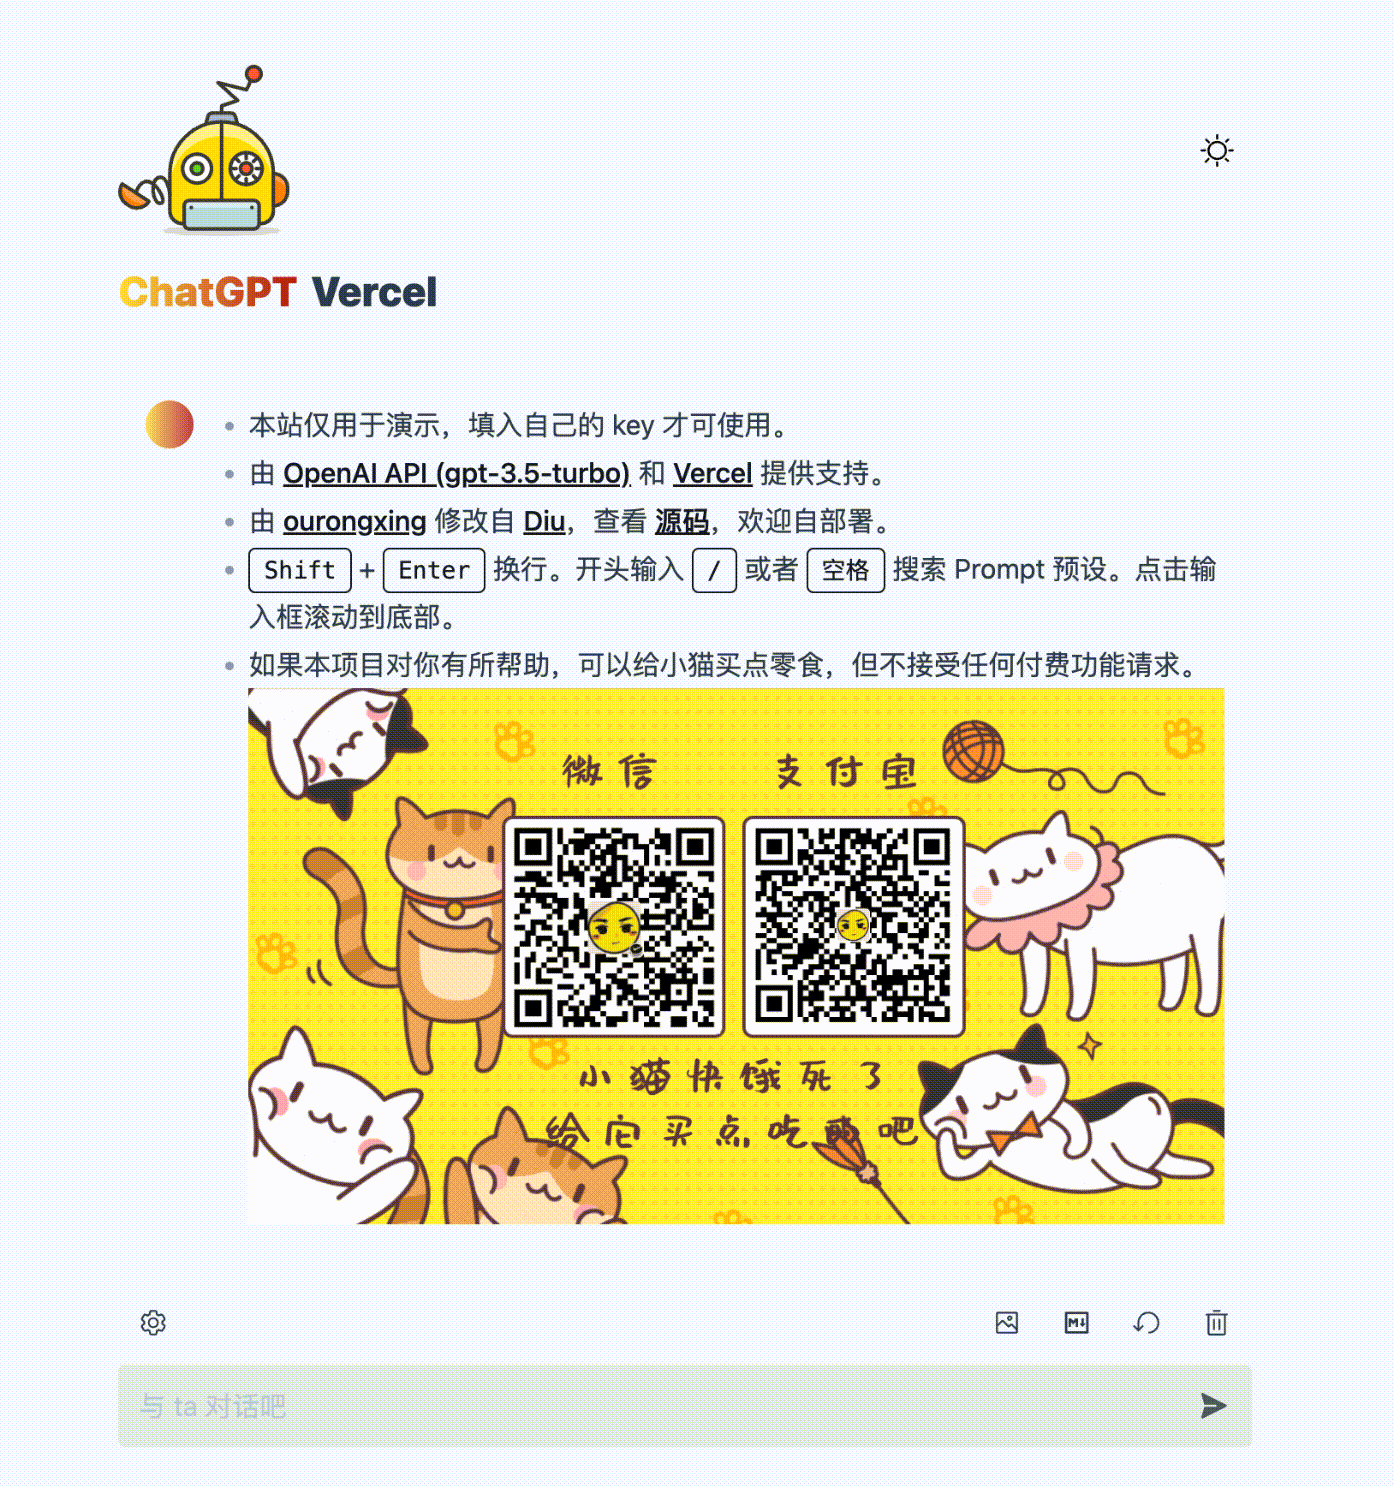 ChatGPT Vercel
本站仅用于演示，填入自己的 key 才可使用。
由 OpenAI API (gpt-3.5-turbo) 和 Vercel 提供支持。
由 ourongxing 修改自 Diu，查看 源码，欢迎自部署。
Shift + Enter 换行。开头输入 / 或者 空格 搜索 Prompt 预设。点击输
入框滚动到底部。
如果本项目对你有所帮助，可以给小猫买点零食，但不接受任何付费功能请求。
微信 支付宝
小猫快饿死了
给它买点吃的吧
M↓
与 ta 对话吧